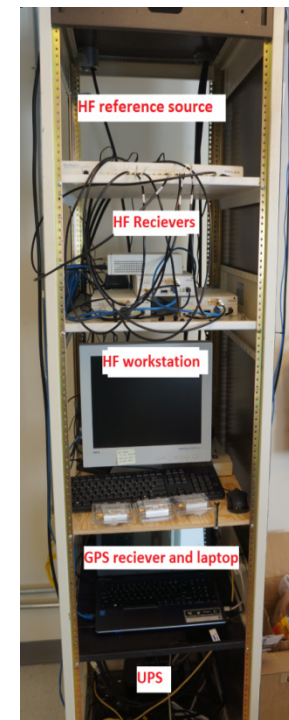 HF reference source
HF Recievers
HF workstation
GPS reciever and laptop
UPS